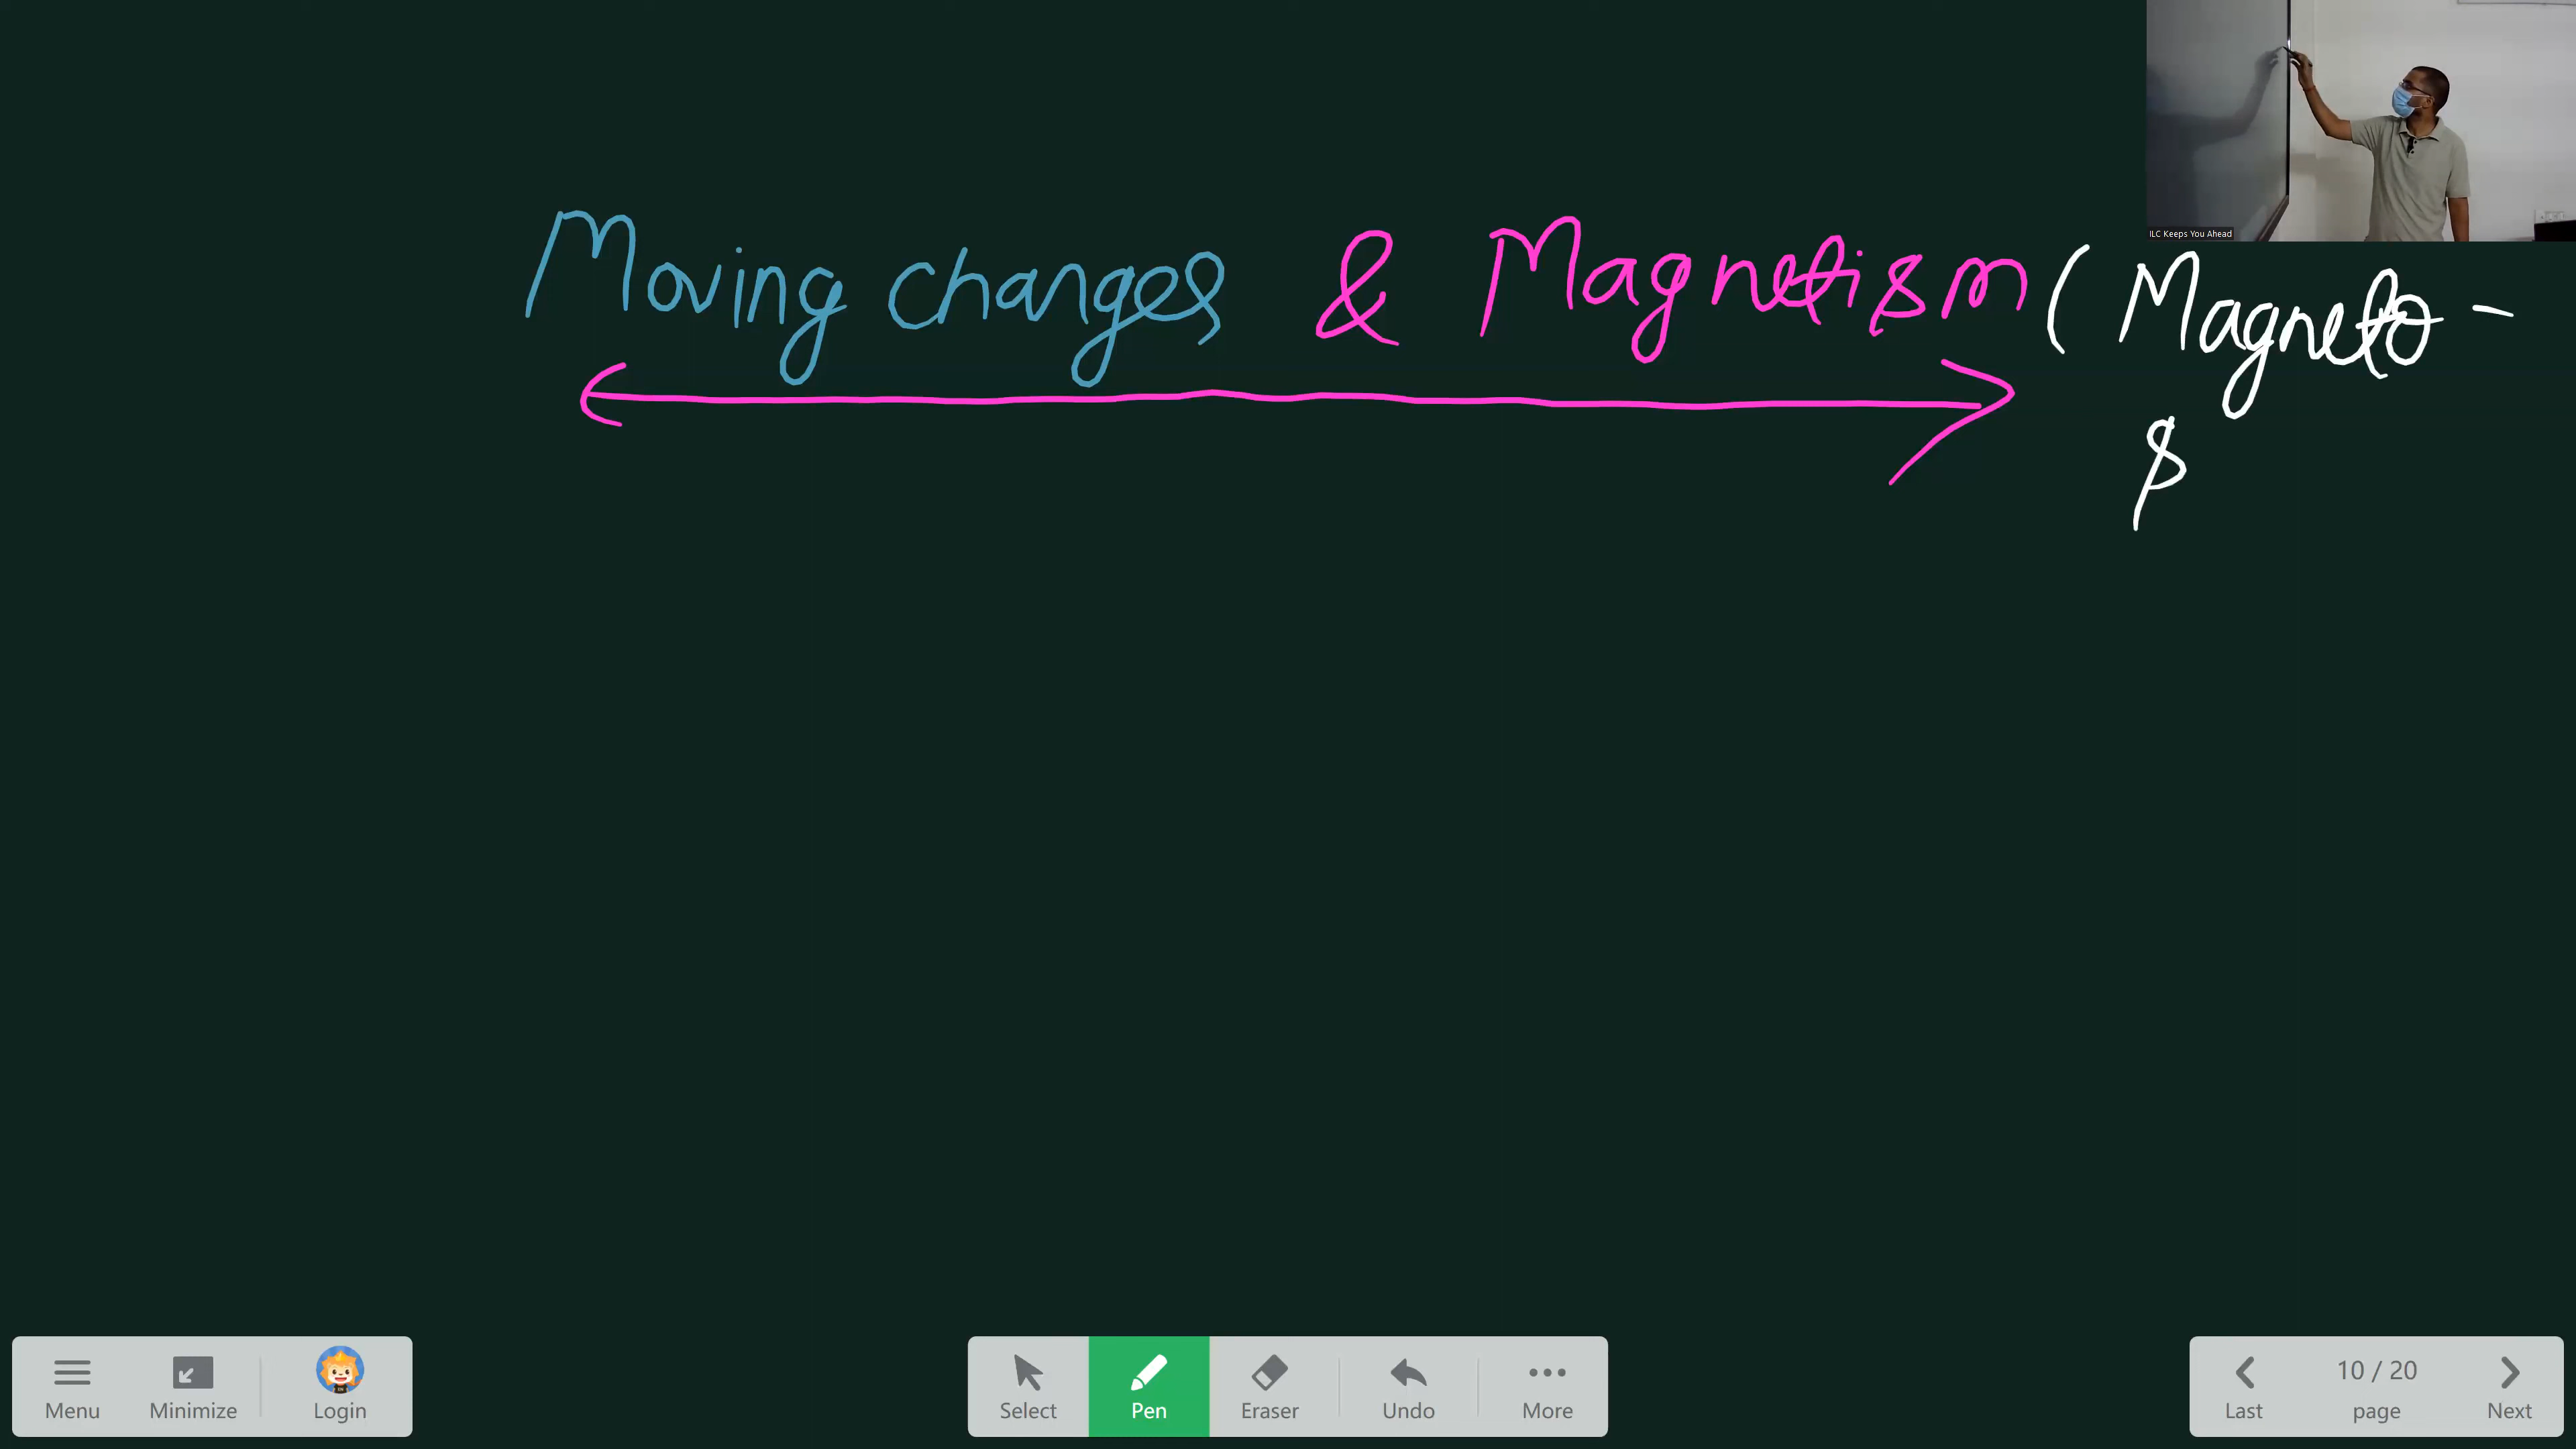 ILC Keeps You Ahead
Moving changes & Magnetism ( Magneto -
s
Menu Minimize Login Select Pen Eraser Undo More Last 10 / 20 page Next